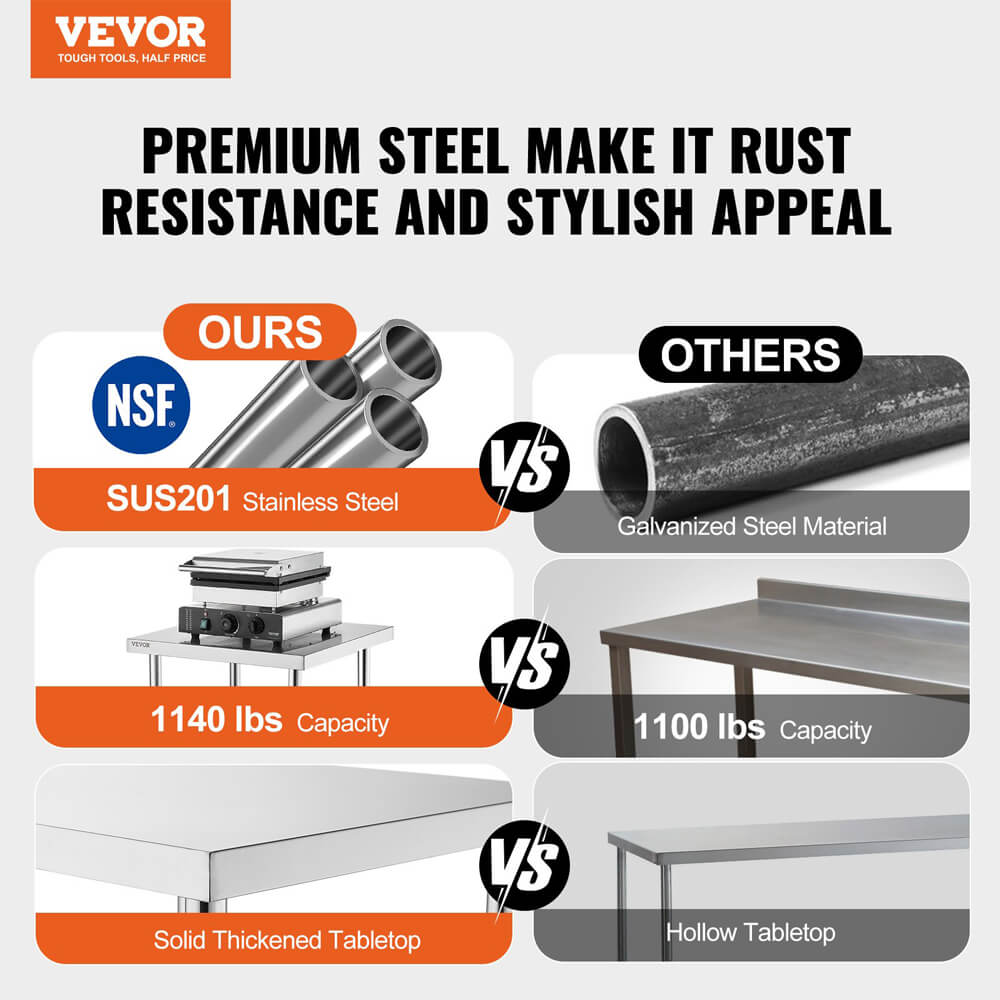 VEVOR
TOUGH TOOLS, HALF PRICE
PREMIUM STEEL MAKE IT RUST
RESISTANCE AND STYLISH APPEAL
OURS
OTHERS
NSF®
VS
SUS201 Stainless Steel
Galvanized Steel Material
VEVOR
VS
1140 lbs Capacity
1100 lbs Capacity
VS
Solid Thickened Tabletop
Hollow Tabletop